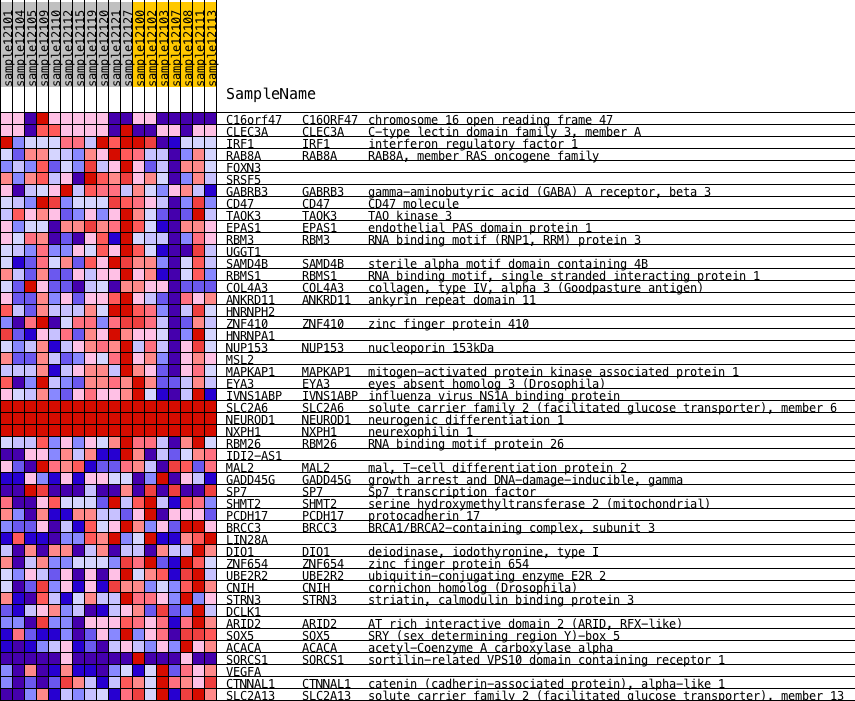 sample12101
sample12104
sample12105
sample12109
sample12110
sample12112
sample12115
sample12119
sample12120
sample12121
sample12127
sample12100
sample12102
sample12103
sample12107
sample12108
sample12111
sample12113
SampleName
C16orf47 C16ORF47 chromosome 16 open reading frame 47
CLEC3A CLEC3A C-type lectin domain family 3, member A
IRF1 IRF1 interferon regulatory factor 1
RAB8A RAB8A RAB8A, member RAS oncogene family
FOXN3
SRSF5
GABRB3 GABRB3 gamma-aminobutyric acid (GABA) A receptor, beta 3
CD47 CD47 CD47 molecule
TAOK3 TAOK3 TAO kinase 3
EPAS1 EPAS1 endothelial PAS domain protein 1
RBM3 RBM3 RNA binding motif (RNP1, RRM) protein 3
UGGT1
SAMD4B SAMD4B sterile alpha motif domain containing 4B
RBMS1 RBMS1 RNA binding motif, single stranded interacting protein 1
COL4A3 COL4A3 collagen, type IV, alpha 3 (Goodpasture antigen)
ANKRD11 ANKRD11 ankyrin repeat domain 11
HNRNPH2
ZNF410 ZNF410 zinc finger protein 410
HNRNPA1
NUP153 NUP153 nucleoporin 153kDa
MSL2
MAPKAP1 MAPKAP1 mitogen-activated protein kinase associated protein 1
EYA3 EYA3 eyes absent homolog 3 (Drosophila)
IVNS1ABP IVNS1ABP influenza virus NS1A binding protein
SLC2A6 SLC2A6 solute carrier family 2 (facilitated glucose transporter), member 6
NEUROD1 NEUROD1 neurogenic differentiation 1
NXPH1 NXPH1 neurexophilin 1
RBM26 RBM26 RNA binding motif protein 26
IDI2-AS1
MAL2 MAL2 mal, T-cell differentiation protein 2
GADD45G GADD45G growth arrest and DNA-damage-inducible, gamma
SP7 SP7 Sp7 transcription factor
SHMT2 SHMT2 serine hydroxymethyltransferase 2 (mitochondrial)
PCDH17 PCDH17 protocadherin 17
BRCC3 BRCC3 BRCA1/BRCA2-containing complex, subunit 3
LIN28A
DIO1 DIO1 deiodinase, iodothyronine, type I
ZNF654 ZNF654 zinc finger protein 654
UBE2R2 UBE2R2 ubiquitin-conjugating enzyme E2R 2
CNIH CNIH cornichon homolog (Drosophila)
STRN3 STRN3 striatin, calmodulin binding protein 3
DCLK1
ARID2 ARID2 AT rich interactive domain 2 (ARID, RFX-like)
SOX5 SOX5 SRY (sex determining region Y)-box 5
ACACA ACACA acetyl-Coenzyme A carboxylase alpha
SORCS1 SORCS1 sortilin-related VPS10 domain containing receptor 1
VEGFA
CTNNAL1 CTNNAL1 catenin (cadherin-associated protein), alpha-like 1
SLC2A13 SLC2A13 solute carrier family 2 (facilitated glucose transporter), member 13